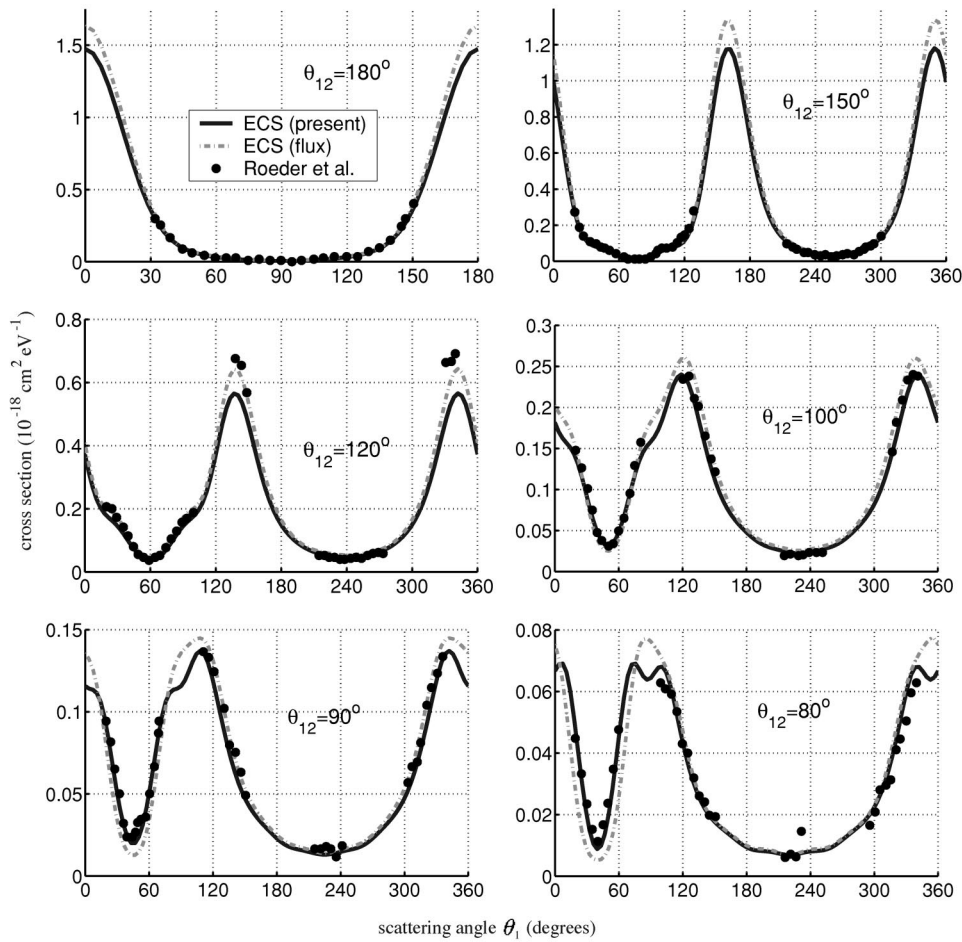 1.5
1
0.5
0
0 30 60 90 120 150 180
θ12=180°
ECS (present)
ECS (flux)
Roeder et al.
1.2
1
0.8
0.6
0.4
0.2
0
0 60 120 180 240 300 360
θ12=150°
cross section (10⁻¹⁸ cm² eV⁻¹)
0.8
0.6
0.4
0.2
0
0 60 120 180 240 300 360
θ12=120°
0.3
0.25
0.2
0.15
0.1
0.05
0
0 60 120 180 240 300 360
θ12=100°
0.15
0.1
0.05
0
0 60 120 180 240 300 360
θ12=90°
0.08
0.06
0.04
0.02
0
0 60 120 180 240 300 360
θ12=80°
scattering angle θ1 (degrees)